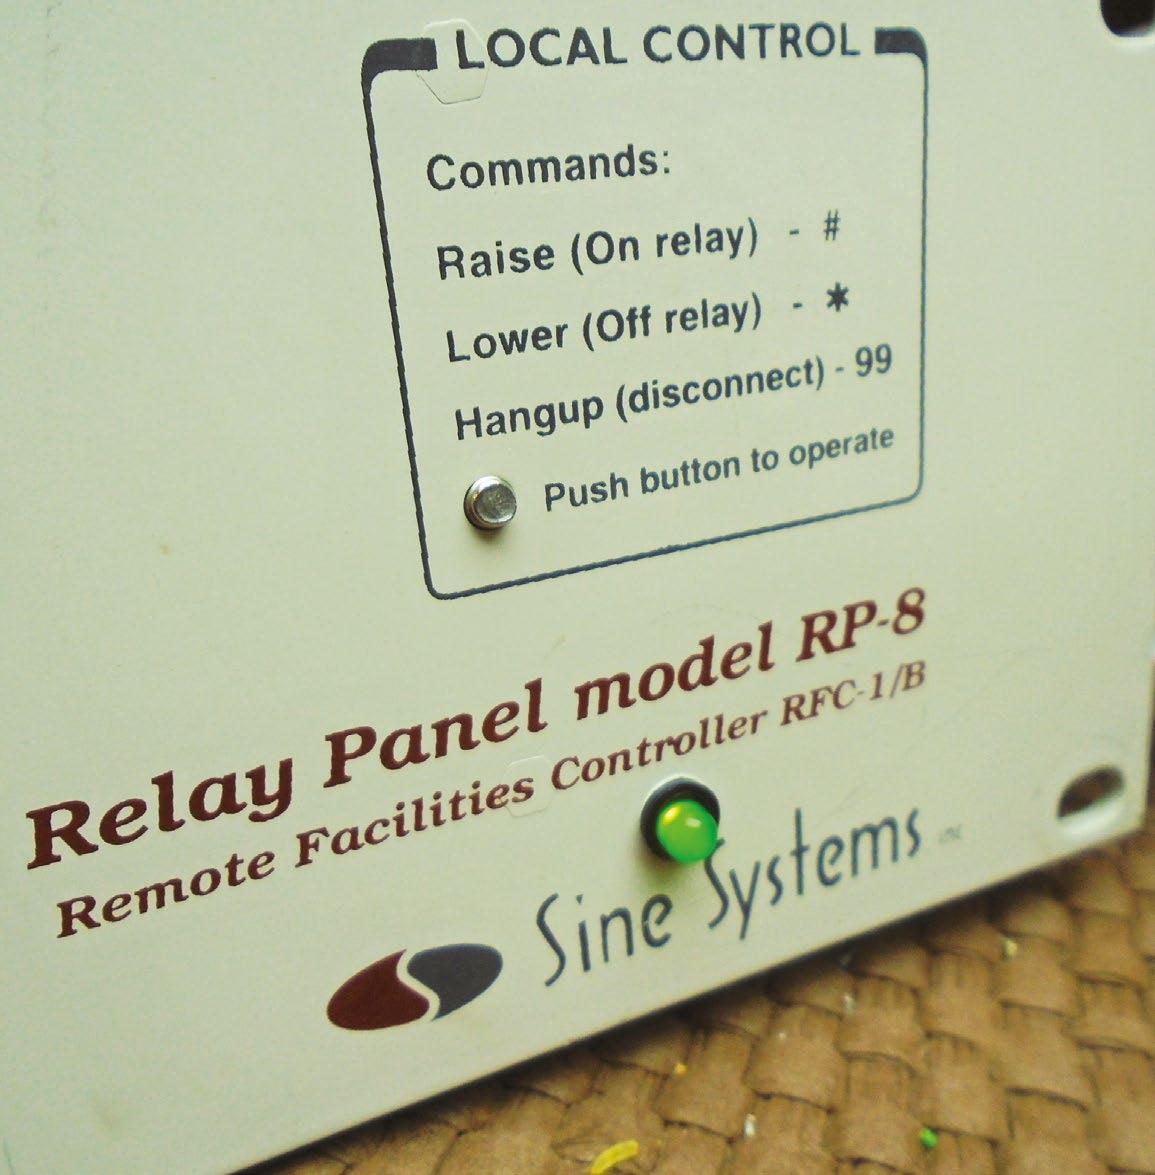 LOCAL CONTROL
Commands:
Raise (On relay) - #
Lower (Off relay) - *
Hangup (disconnect) - 99
Push button to operate
Relay Panel model RP-8
Remote Facilities Controller RFC-1/B
Sine Systems